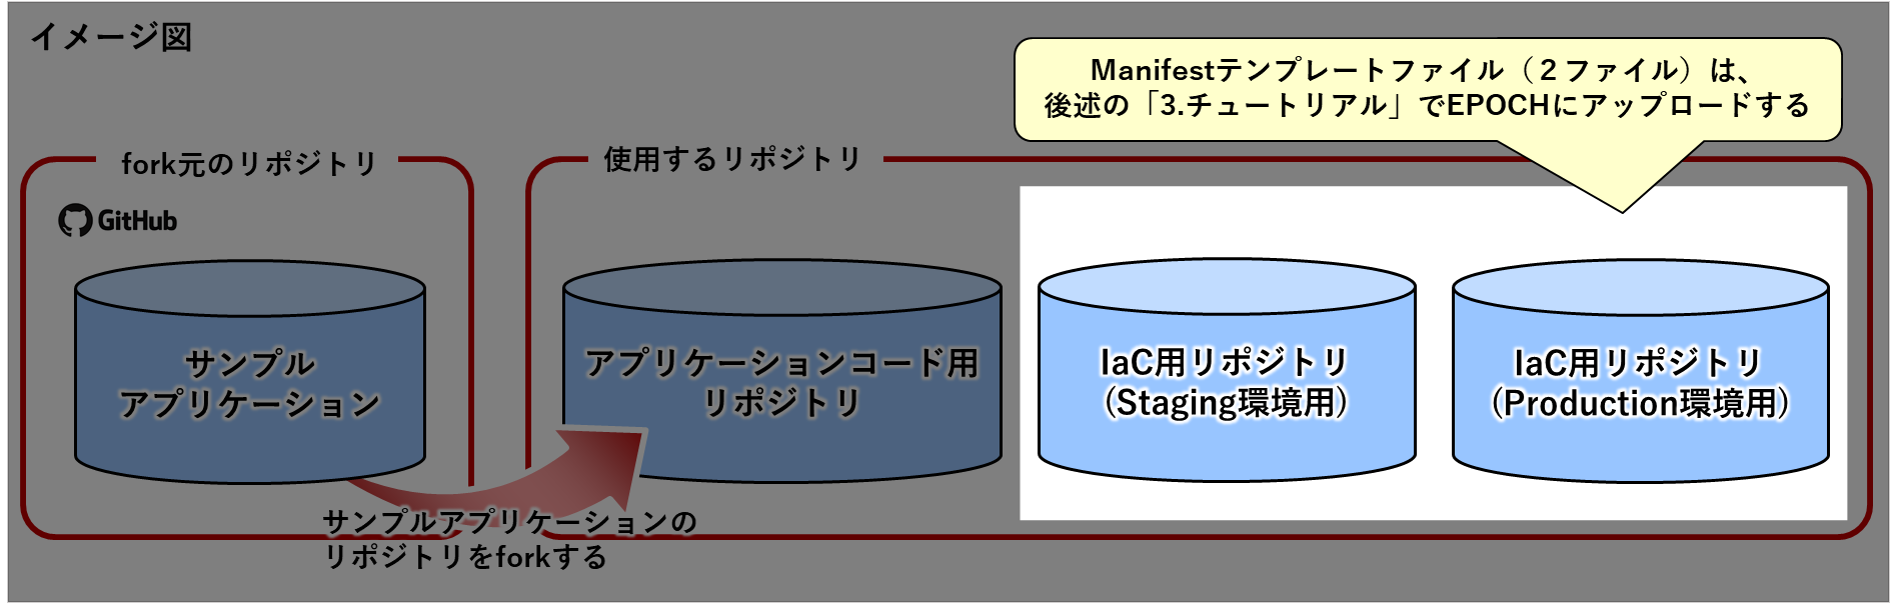 イメージ図
Manifestテンプレートファイル（２ファイル）は、
後述の「3.チュートリアル」でEPOCHにアップロードする
fork元のリポジトリ
使用するリポジトリ
GitHub
サンプル
アプリケーション
アプリケーションコード用
リポジトリ
IaC用リポジトリ
(Staging環境用)
IaC用リポジトリ
(Production環境用)
サンプルアプリケーションの
リポジトリをforkする